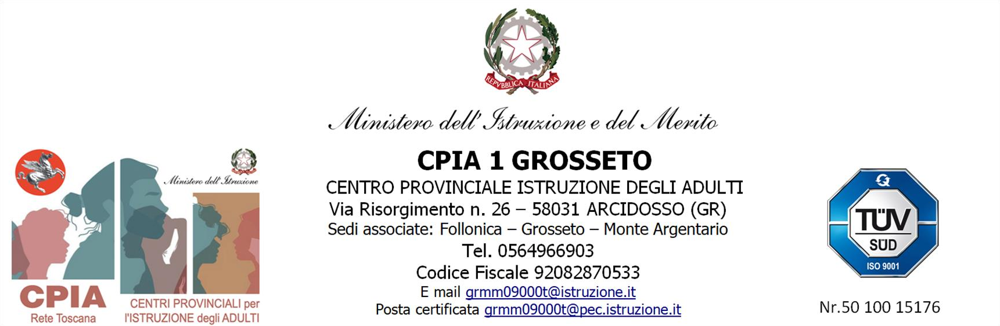 REPVBBLICA ITALIANA
Ministero dell'Istruzione e del Merito
CPIA 1 GROSSETO
CENTRO PROVINCIALE ISTRUZIONE DEGLI ADULTI
Via Risorgimento n. 26 – 58031 ARCIDOSSO (GR)
Sedi associate: Follonica – Grosseto – Monte Argentario
Tel. 0564966903
Codice Fiscale 92082870533
E mail grmm09000t@istruzione.it
Posta certificata grmm09000t@pec.istruzione.it
Ministero dell'Istruzione
CPIA
Rete Toscana
CENTRI PROVINCIALI per
l'ISTRUZIONE degli ADULTI
TÜV
SÜD
ISO 9001
Nr.50 100 15176